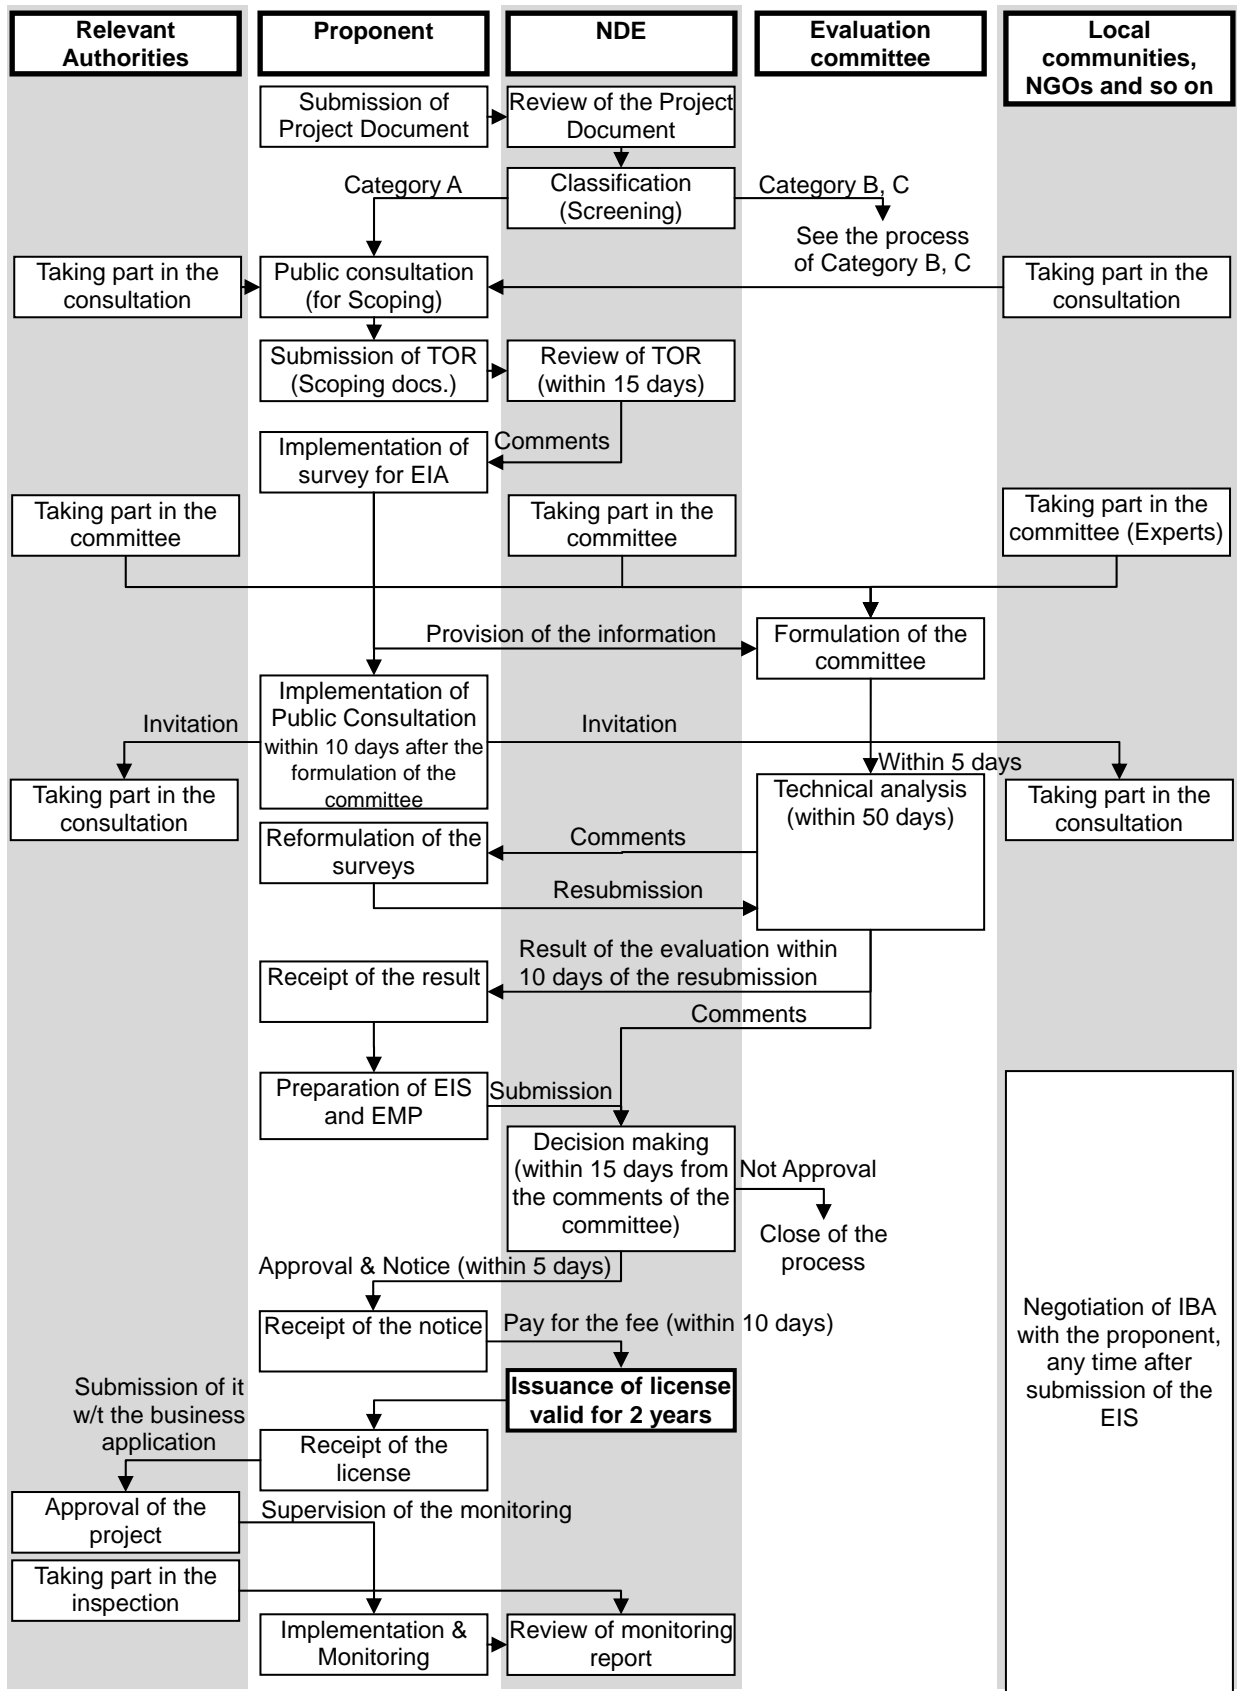 Relevant
Authorities
Proponent
NDE
Evaluation
committee
Local
communities,
NGOs and so on
Submission of
Project Document
Review of the Project
Document
Category A
Classification
(Screening)
Category B, C
See the process
of Category B, C
Taking part in the
consultation
Public consultation
(for Scoping)
Taking part in the
consultation
Submission of TOR
(Scoping docs.)
Review of TOR
(within 15 days)
Implementation of
survey for EIA
Comments
Taking part in the
committee
Taking part in the
committee
Taking part in the
committee (Experts)
Provision of the information
Formulation of the
committee
Implementation of
Public Consultation
within 10 days after the
formulation of the
committee
Invitation
Invitation
Within 5 days
Taking part in the
consultation
Technical analysis
(within 50 days)
Taking part in the
consultation
Reformulation of the
surveys
Comments
Resubmission
Result of the evaluation within
10 days of the resubmission
Receipt of the result
Comments
Preparation of EIS
and EMP
Submission
Decision making
(within 15 days from
the comments of the
committee)
Not Approval
Close of the
process
Approval & Notice (within 5 days)
Receipt of the notice
Pay for the fee (within 10 days)
Negotiation of IBA
with the proponent,
any time after
submission of the
EIS
Issuance of license
valid for 2 years
Submission of it
w/t the business
application
Receipt of the
license
Approval of the
project
Supervision of the monitoring
Taking part in the
inspection
Implementation &
Monitoring
Review of monitoring
report